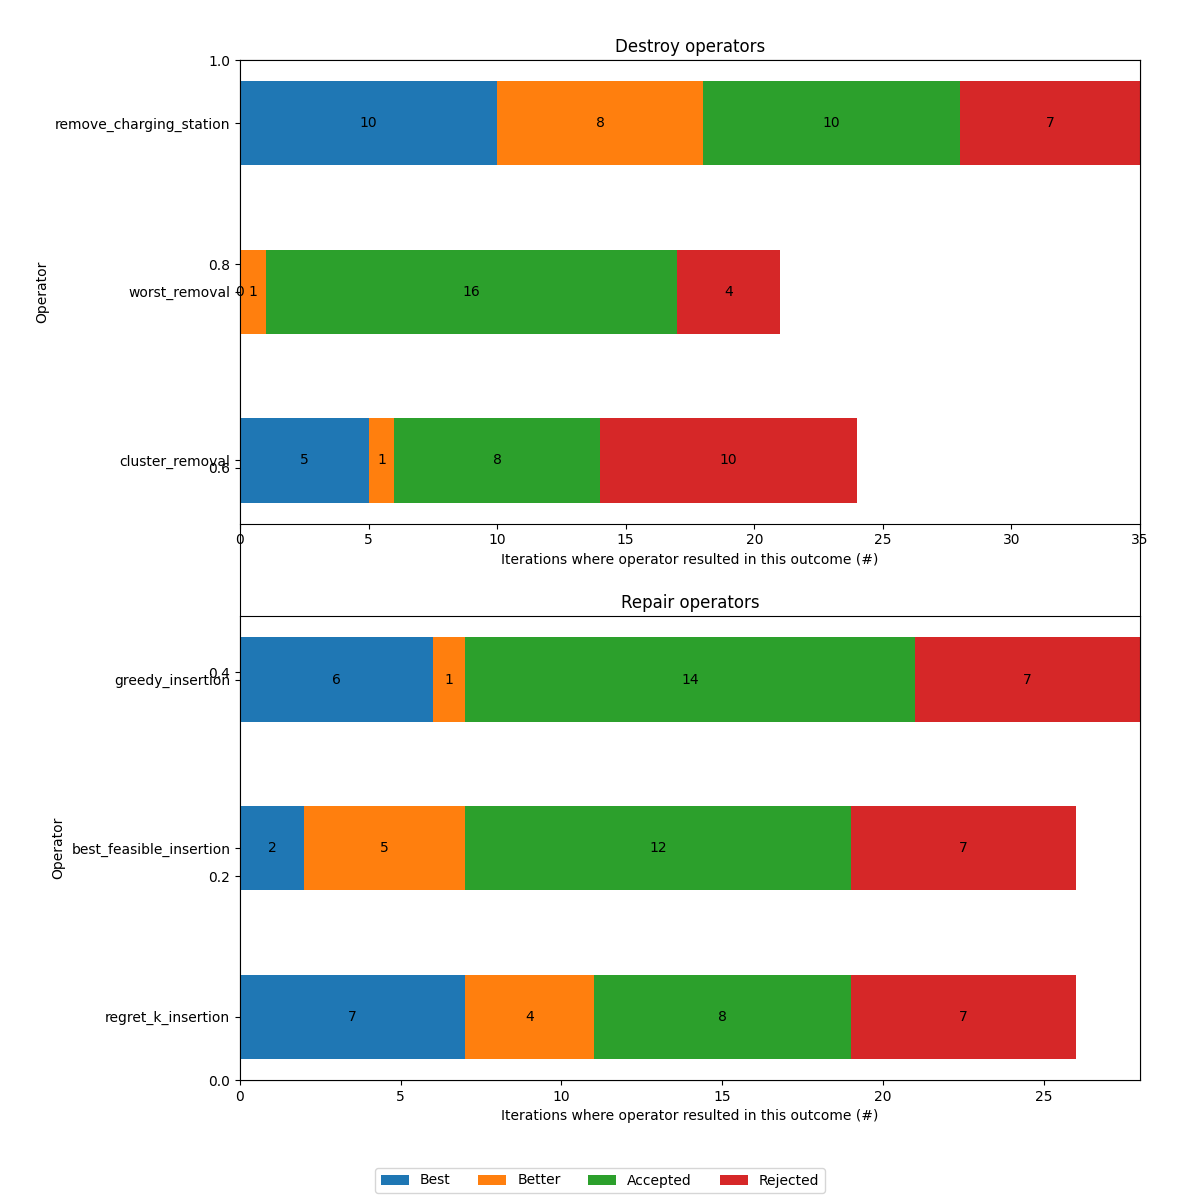 Destroy operators
1.0
remove_charging_station 10 8 10 7
0.8
worst_removal 0 1 16 4
Operator
cluster_removal 5 1 8 10
0.6
0 5 10 15 20 25 30 35
Iterations where operator resulted in this outcome (#)
Repair operators
0.4
greedy_insertion 6 1 14 7
best_feasible_insertion 2 5 12 7
Operator
0.2
regret_k_insertion 7 4 8 7
0.0
0 5 10 15 20 25
Iterations where operator resulted in this outcome (#)
Best Better Accepted Rejected